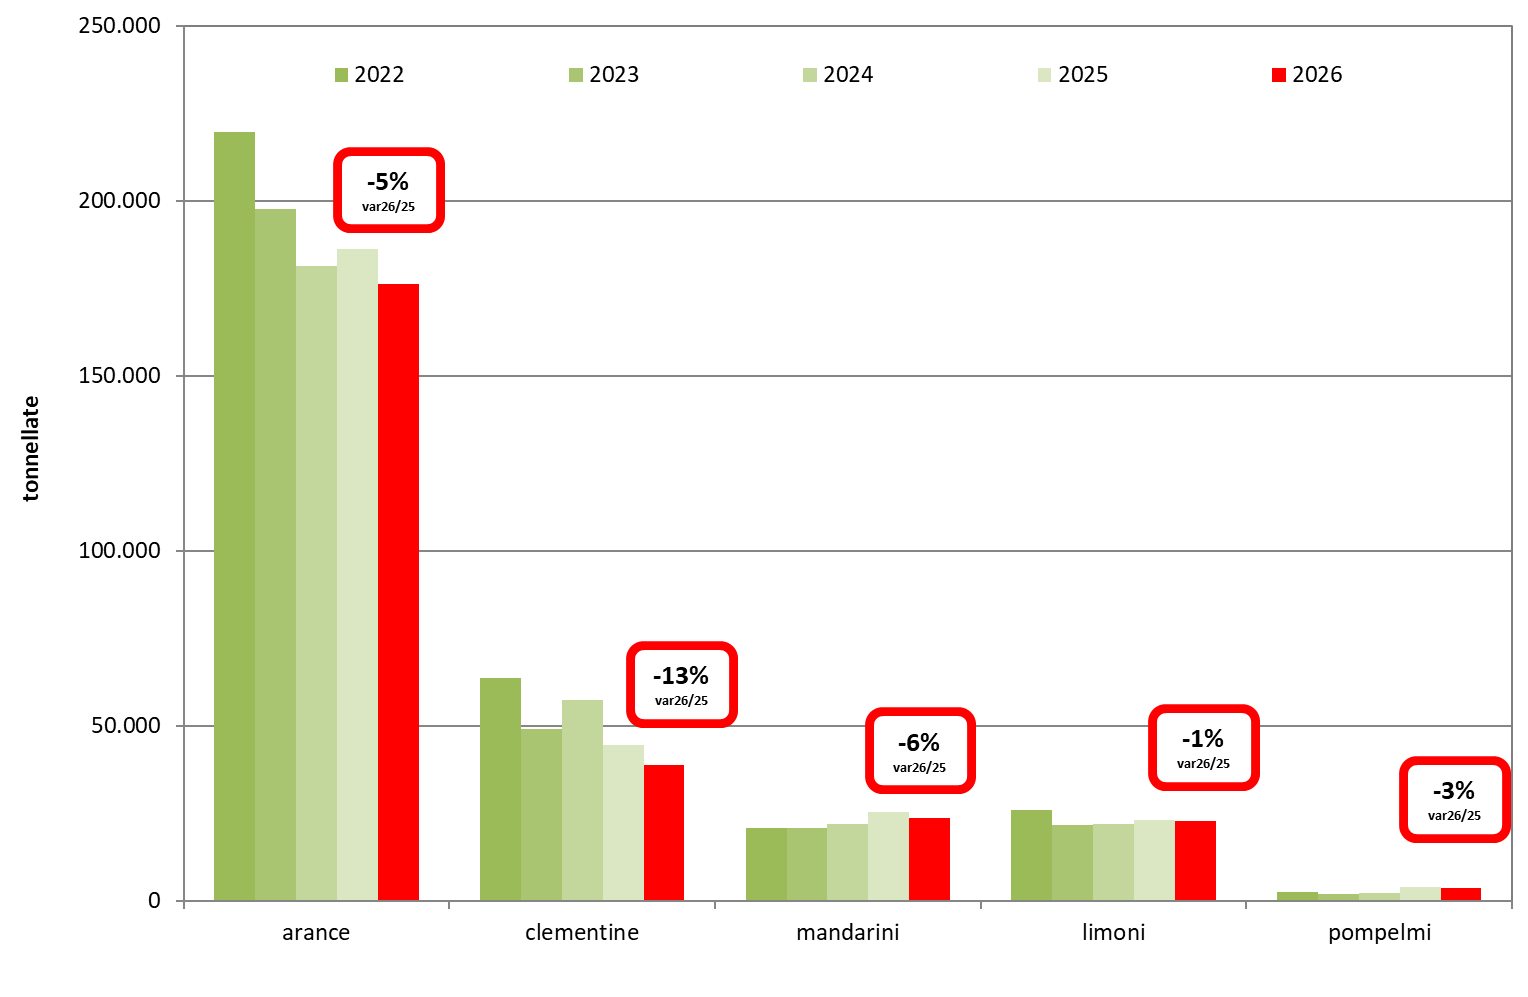 250.000
2022
2023
2024
2025
2026
-5%
var26/25
200.000
150.000
tonnellate
100.000
-13%
var26/25
50.000
-6%
var26/25
-1%
var26/25
-3%
var26/25
0
arance
clementine
mandarini
limoni
pompelmi